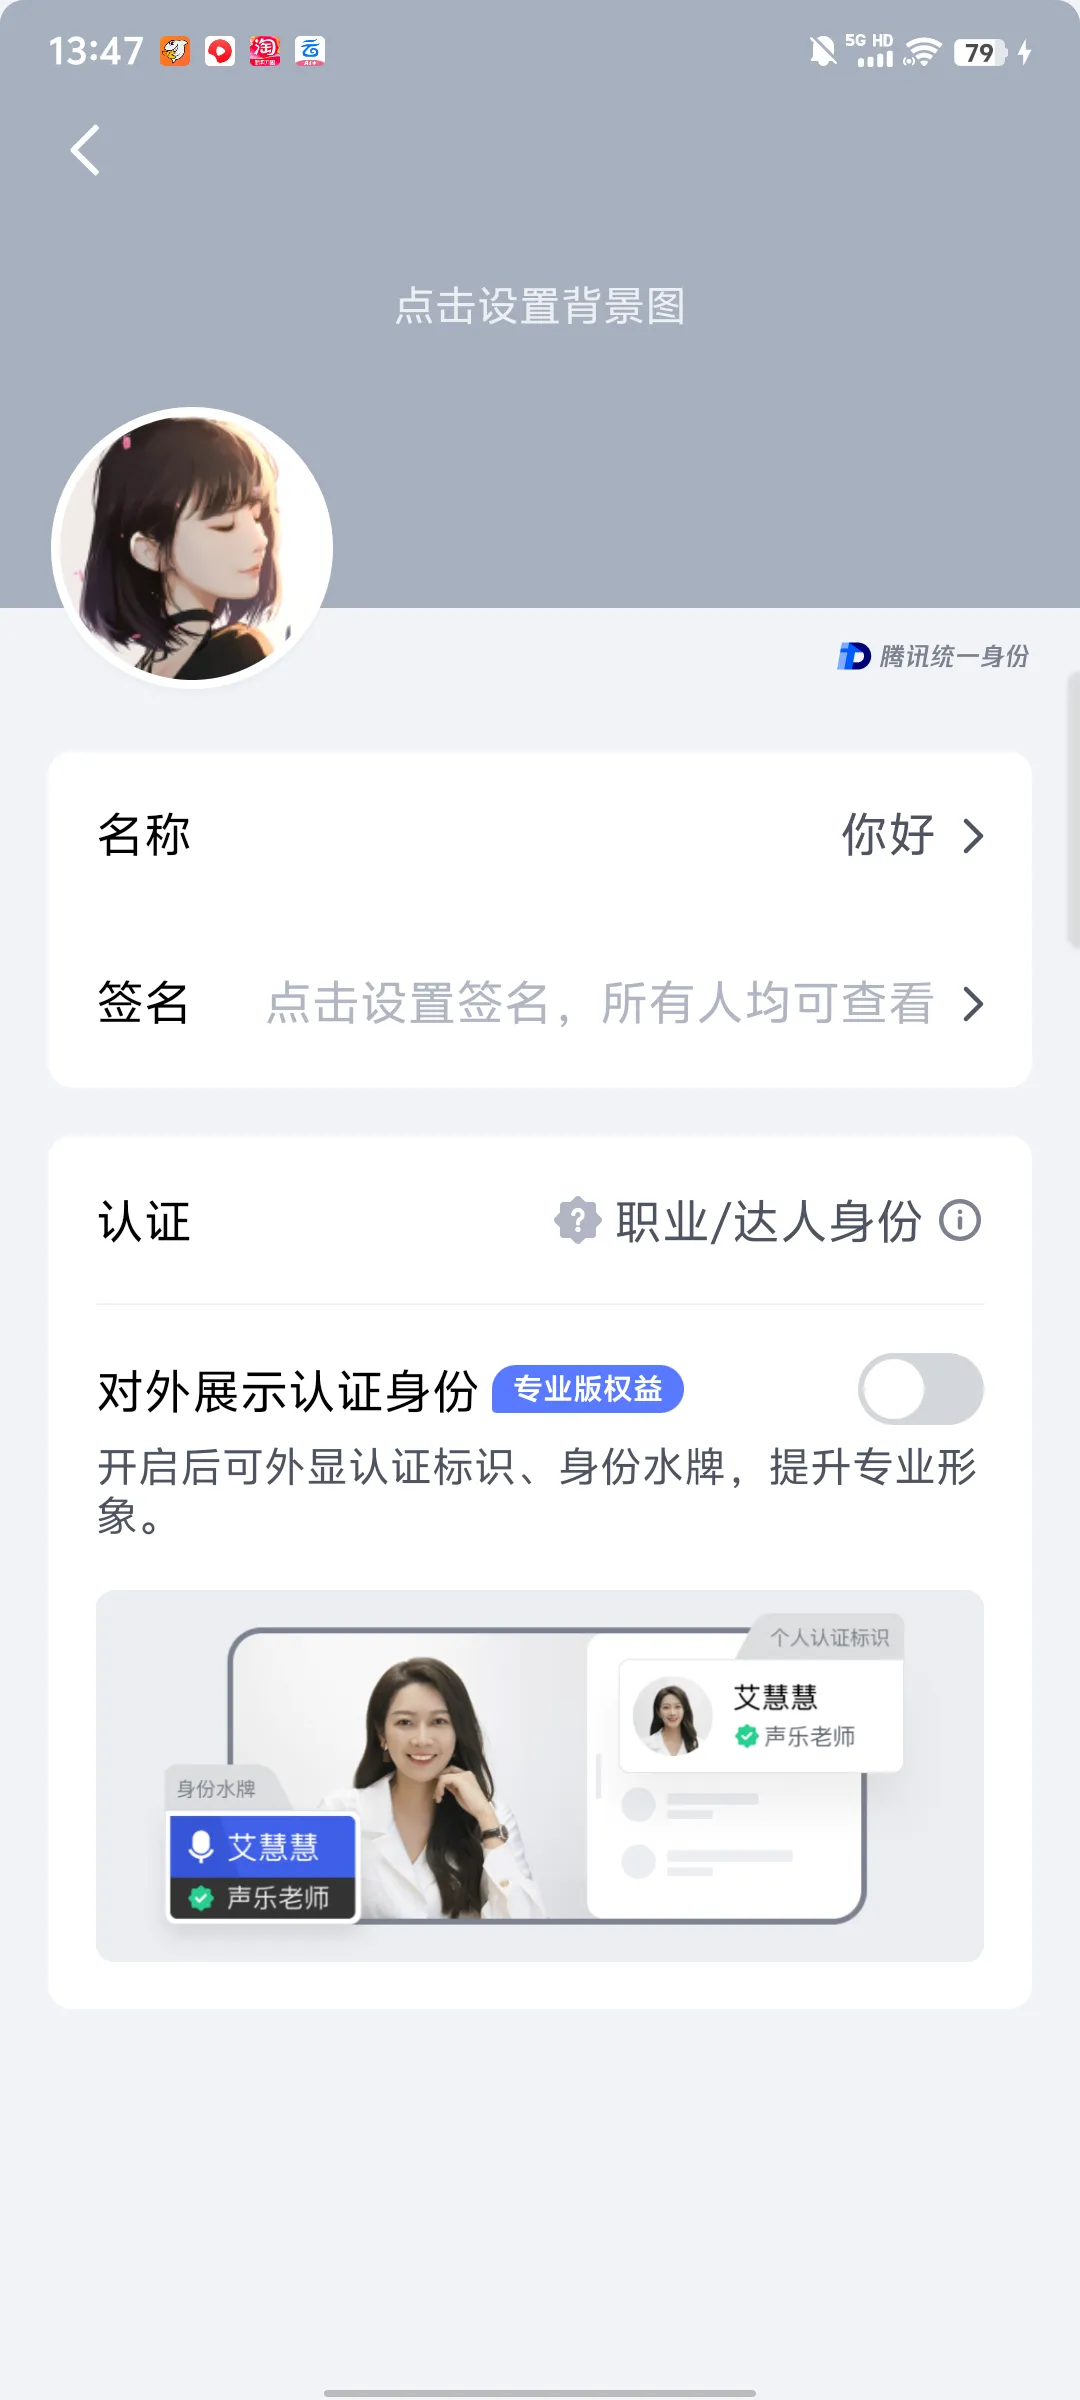 13:47
5G HD
79
点击设置背景图
腾讯统一身份
名称
你好
签名
点击设置签名，所有人均可查看
认证
职业/达人身份
对外展示认证身份
专业版权益
开启后可外显认证标识、身份水牌，提升专业形
象。
个人认证标识
艾慧慧
声乐老师
身份水牌
艾慧慧
声乐老师